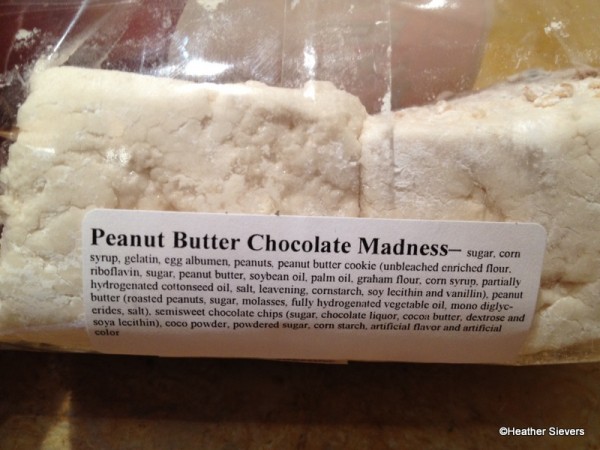 Peanut Butter Chocolate Madness– sugar, corn
syrup, gelatin, egg albumen, peanuts, peanut butter cookie (unbleached enriched flour,
riboflavin, sugar, peanut butter, soybean oil, palm oil, graham flour, corn syrup, partially
hydrogenated cottonseed oil, salt, leavening, cornstarch, soy lecithin and vanillin), peanut
butter (roasted peanuts, sugar, molasses, fully hydrogenated vegetable oil, mono diglyc-
erides, salt), semisweet chocolate chips (sugar, chocolate liquor, cocoa butter, dextrose and
soya lecithin), coco powder, powdered sugar, corn starch, artificial flavor and artificial
color
©Heather Sievers